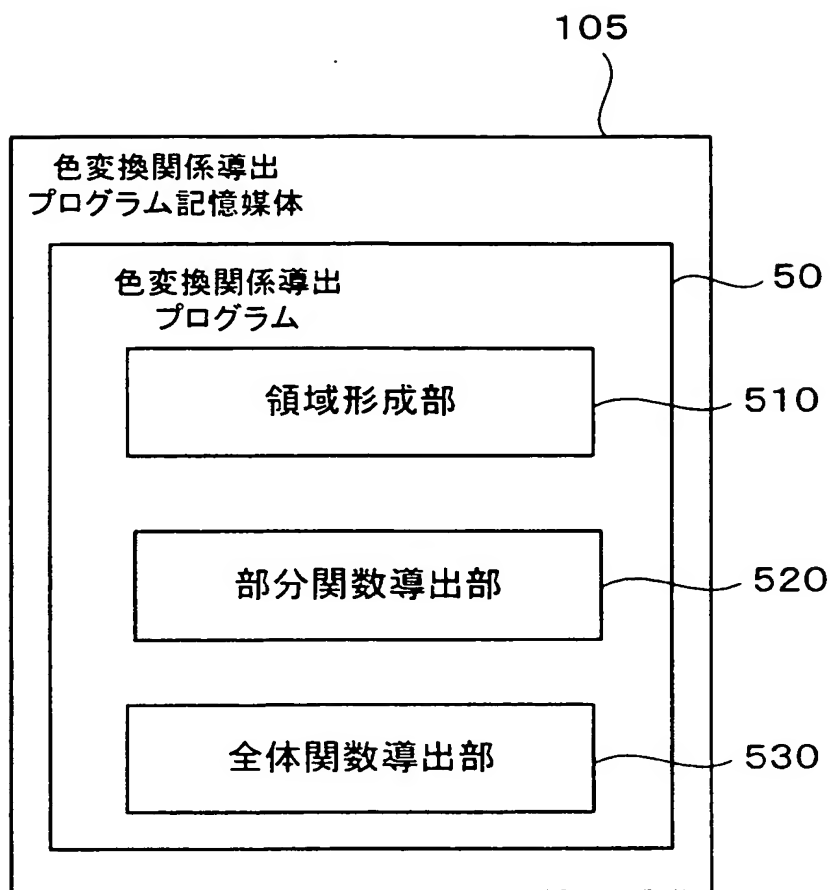 105
色変換関係導出
プログラム記憶媒体
色変換関係導出
プログラム
50
領域形成部
510
部分関数導出部
520
全体関数導出部
530